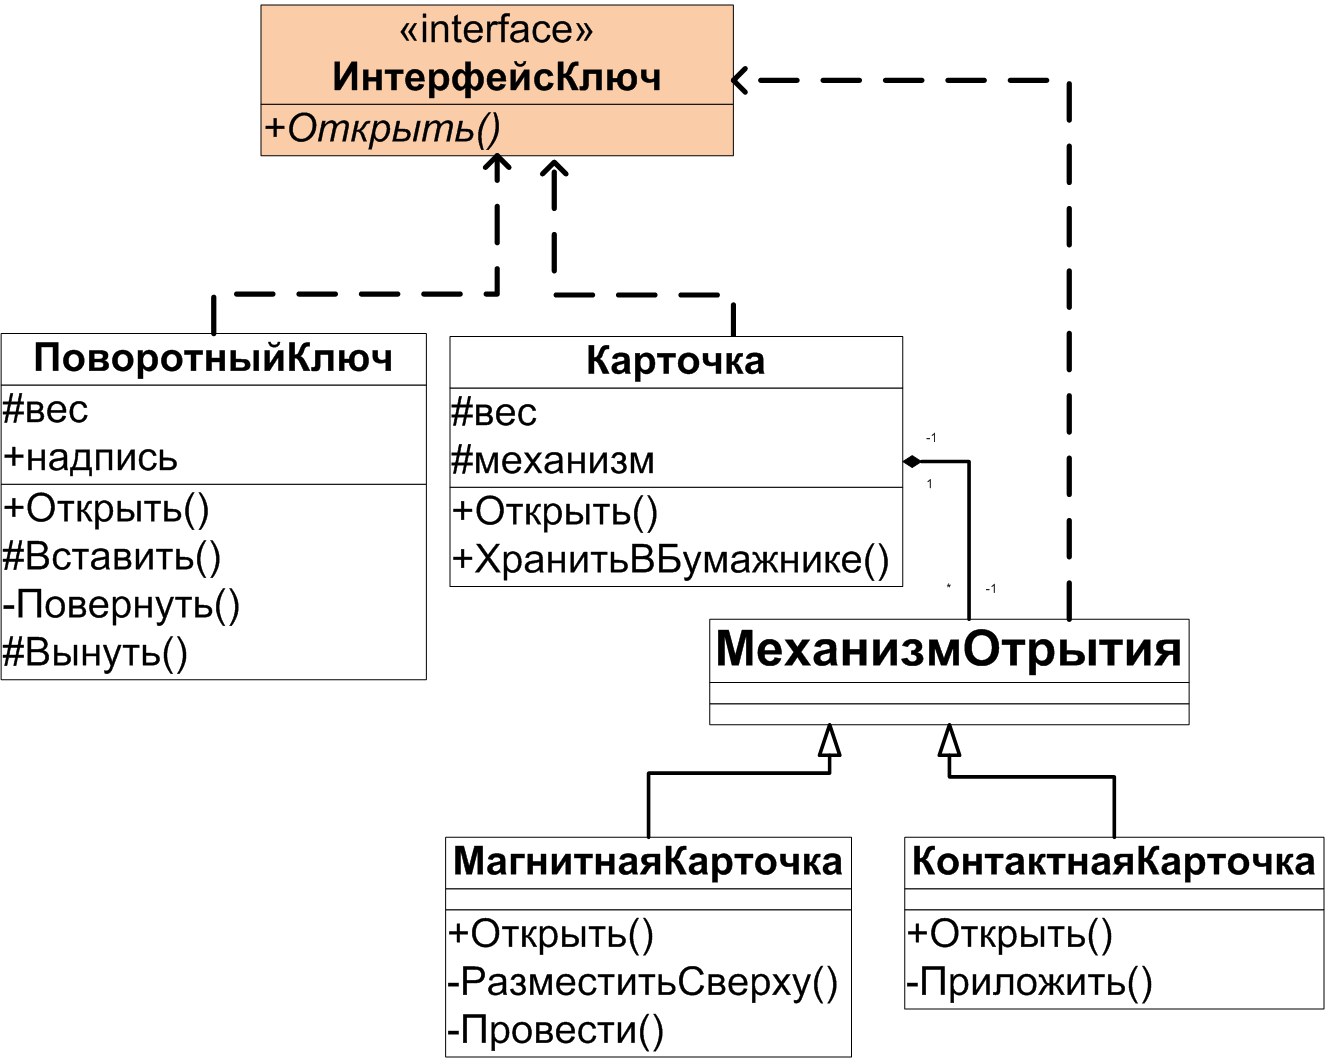 «interface»
ИнтерфейсКлюч
+Открыть()
ПоворотныйКлюч
#вес
+надпись
+Открыть()
#Вставить()
-Повернуть()
#Вынуть()
Карточка
#вес
#механизм
+Открыть()
+ХранитьВБумажнике()
-1
1
*
-1
МеханизмОтрытия
МагнитнаяКарточка
+Открыть()
-РазместитьСверху()
-Провести()
КонтактнаяКарточка
+Открыть()
-Приложить()